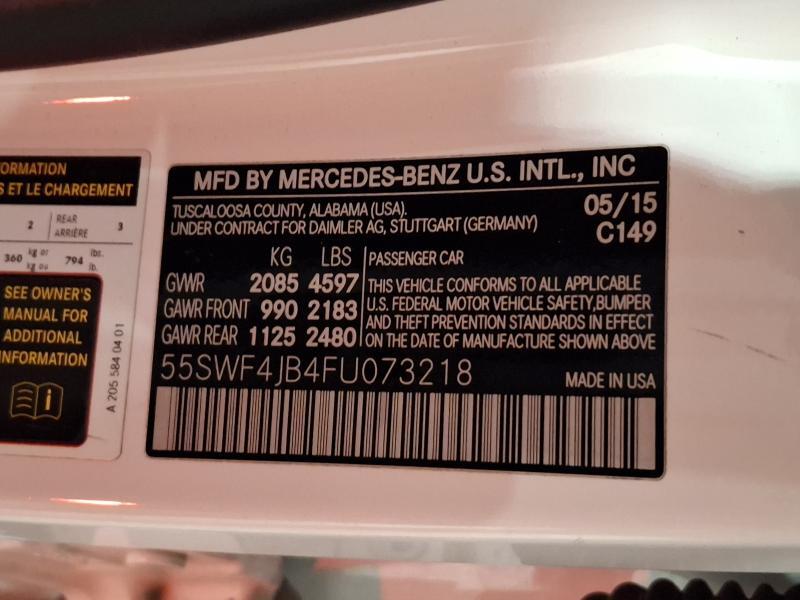 ORMATION
S ET LE CHARGEMENT
2 REAR ARRIÈRE 3
360 kg or kg ou 794 lbs. lb.
SEE OWNER'S
MANUAL FOR
ADDITIONAL
INFORMATION
A 205 584 04 01
MFD BY MERCEDES-BENZ U.S. INTL., INC
TUSCALOOSA COUNTY, ALABAMA (USA). 05/15
UNDER CONTRACT FOR DAIMLER AG, STUTTGART (GERMANY) C149
KG LBS PASSENGER CAR
GVWR 2085 4597 THIS VEHICLE CONFORMS TO ALL APPLICABLE
GAWR FRONT 990 2183 U.S. FEDERAL MOTOR VEHICLE SAFETY,BUMPER
GAWR REAR 1125 2480 AND THEFT PREVENTION STANDARDS IN EFFECT
ON THE DATE OF MANUFACTURE SHOWN ABOVE
55SWF4JB4FU073218 MADE IN USA